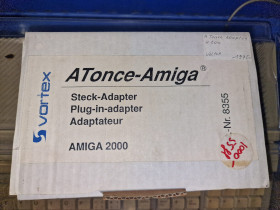 vortex
ATonce-Amiga®
Steck-Adapter
Plug-in-adapter
Adaptateur
AMIGA 2000
-Nr. 8355